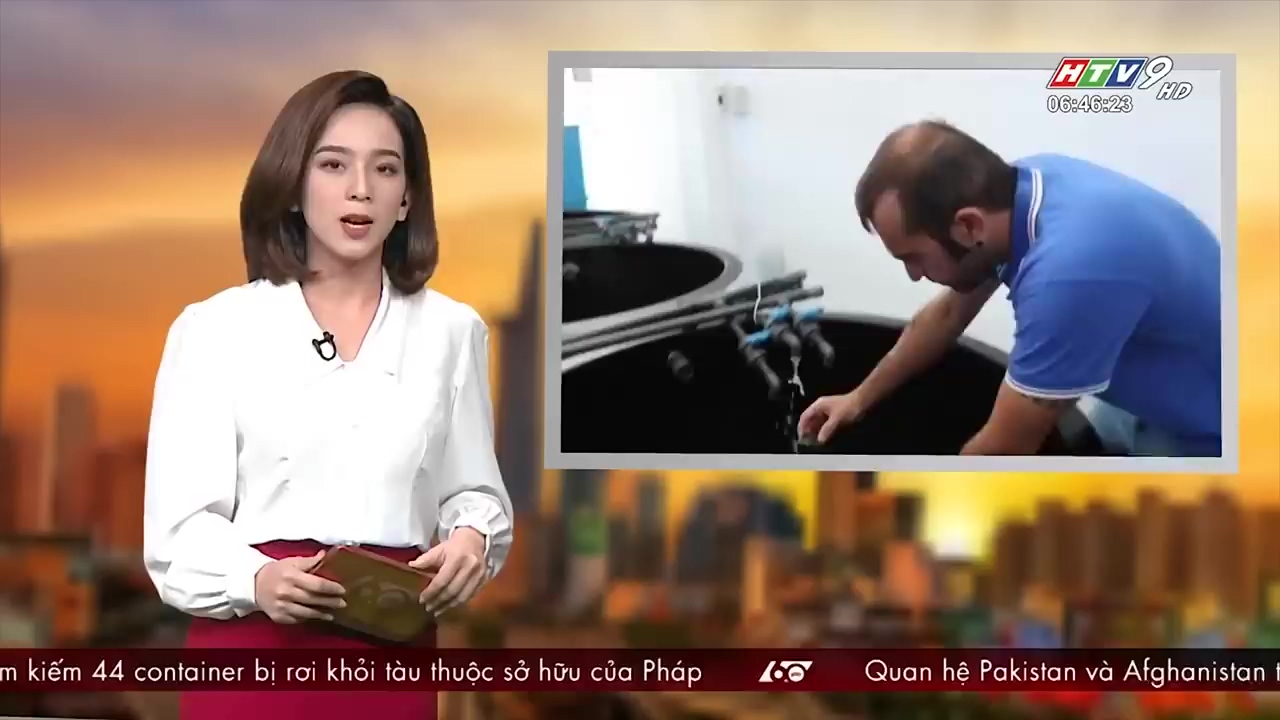 HTV9 HD
06:46:23
m kiếm 44 container bị rơi khỏi tàu thuộc sở hữu của Pháp 60 Quan hệ Pakistan và Afghanistan t